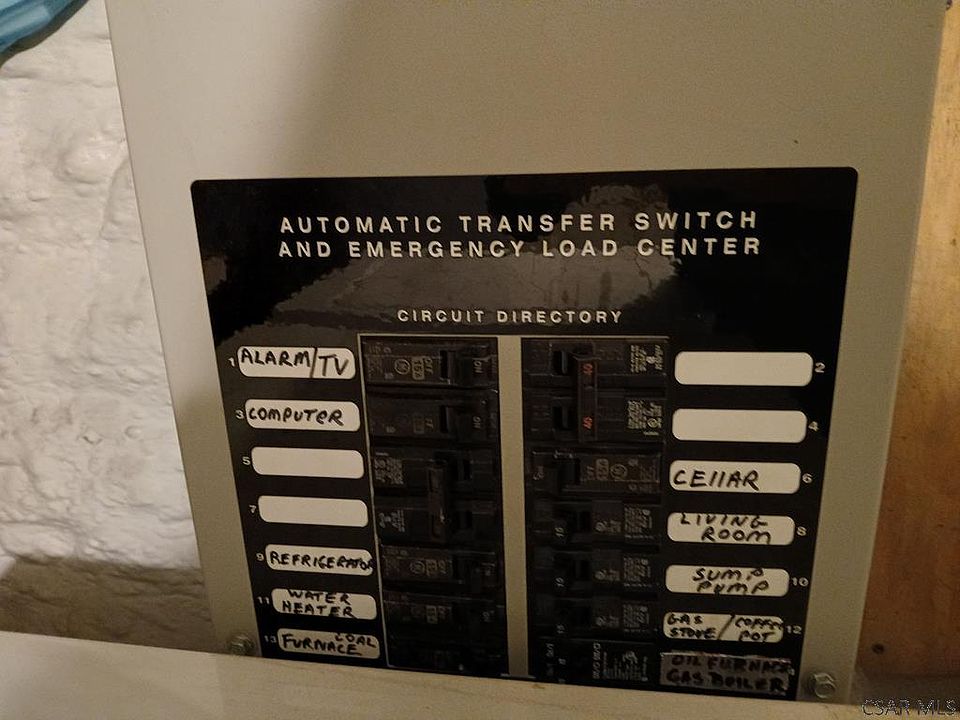 AUTOMATIC TRANSFER SWITCH
AND EMERGENCY LOAD CENTER
CIRCUIT DIRECTORY
1 ALARM/TV
2
3 COMPUTER
4
40
40
5
CEllAR 6
7
LIVING
ROOM 8
9 REFRIGERATOR
SUMP
PUMP 10
11 WATER
HEATER
GAS
STOVE / COFFEE
POT 12
13 COAL
FURNACE
OIL FURNACE
GAS BOILER
CSAR MLS